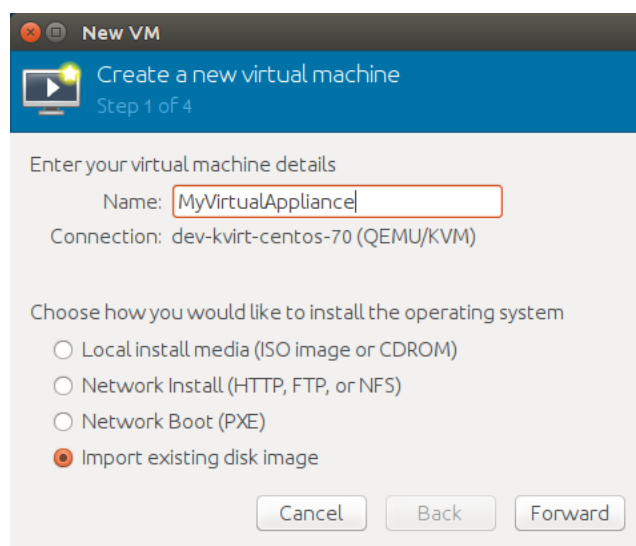 New VM
Create a new virtual machine
Step 1 of 4
Enter your virtual machine details
Name: MyVirtualAppliance
Connection: dev-kvirt-centos-70 (QEMU/KVM)
Choose how you would like to install the operating system
Local install media (ISO image or CDROM)
Network Install (HTTP, FTP, or NFS)
Network Boot (PXE)
Import existing disk image
Cancel Back Forward